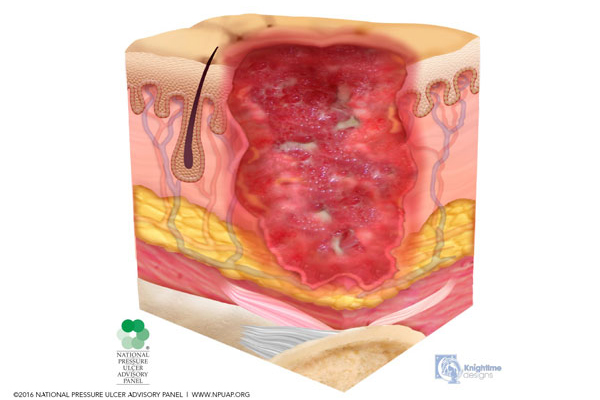 NATIONAL
PRESSURE
ULCER
ADVISORY
PANEL
Knightime
designs
©2016 NATIONAL PRESSURE ULCER ADVISORY PANEL | WWW.NPUAP.ORG